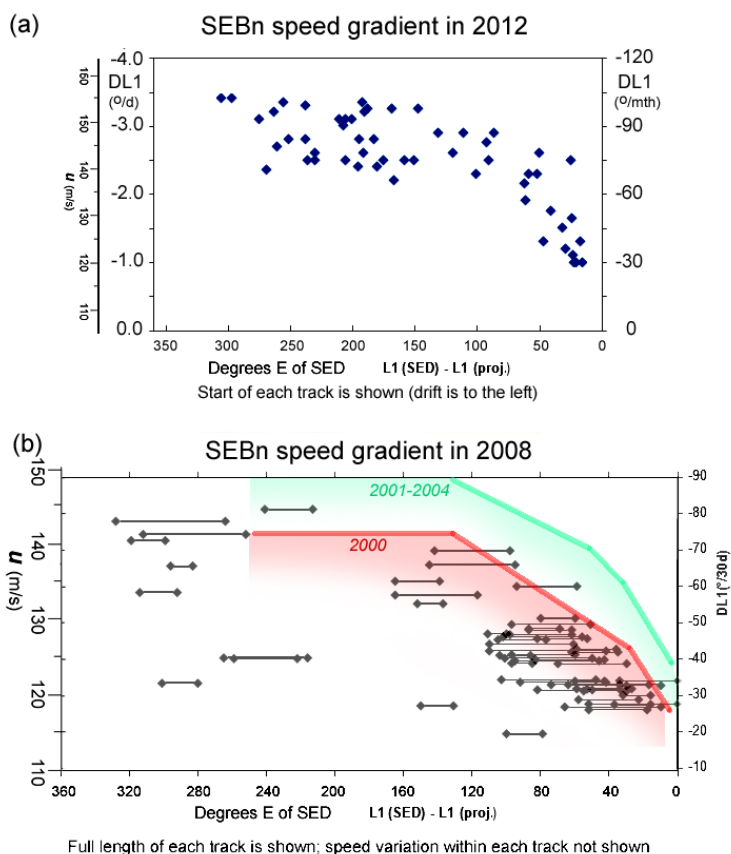 (a)
SEBn speed gradient in 2012
160
150
140
130
120
110
u (m/s)
-4.0
DL1
(º/d)
-3.0
-2.0
-1.0
0.0
-120
DL1
(º/mth)
-90
-60
-30
0
350 300 250 200 150 100 50 0
Degrees E of SED L1 (SED) - L1 (proj.)
Start of each track is shown (drift is to the left)
(b)
SEBn speed gradient in 2008
150
140
130
120
110
u (m/s)
2001-2004
2000
-90
-80
-70
-60
-50
-40
-30
-20
-10
DL1 (°/30d)
360 320 280 240 200 160 120 80 40 0
Degrees E of SED L1 (SED) - L1 (proj.)
Full length of each track is shown; speed variation within each track not shown